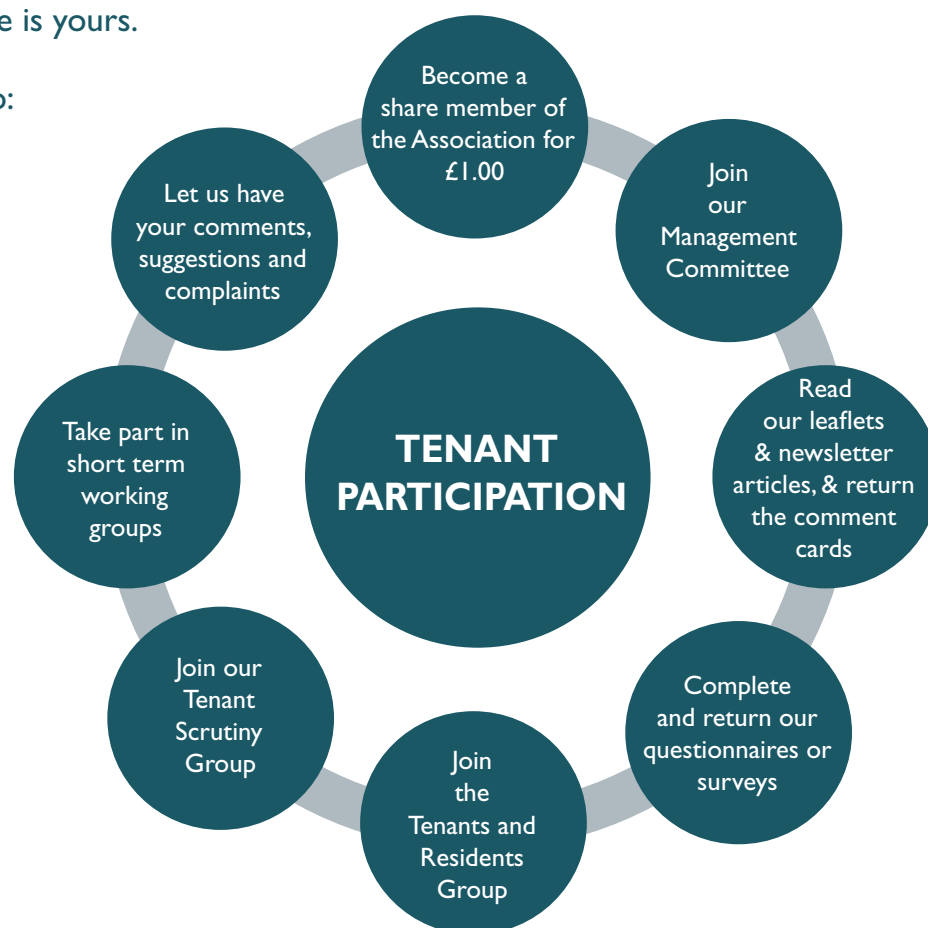 e is yours.
o:
Become a
share member of
the Association for
£1.00
Join
our
Management
Committee
Read
our leaflets
& newsletter
articles, & return
the comment
cards
Complete
and return our
questionnaires or
surveys
Join
the
Tenants and
Residents
Group
Join our
Tenant
Scrutiny
Group
Take part in
short term
working
groups
Let us have
your comments,
suggestions and
complaints
TENANT
PARTICIPATION